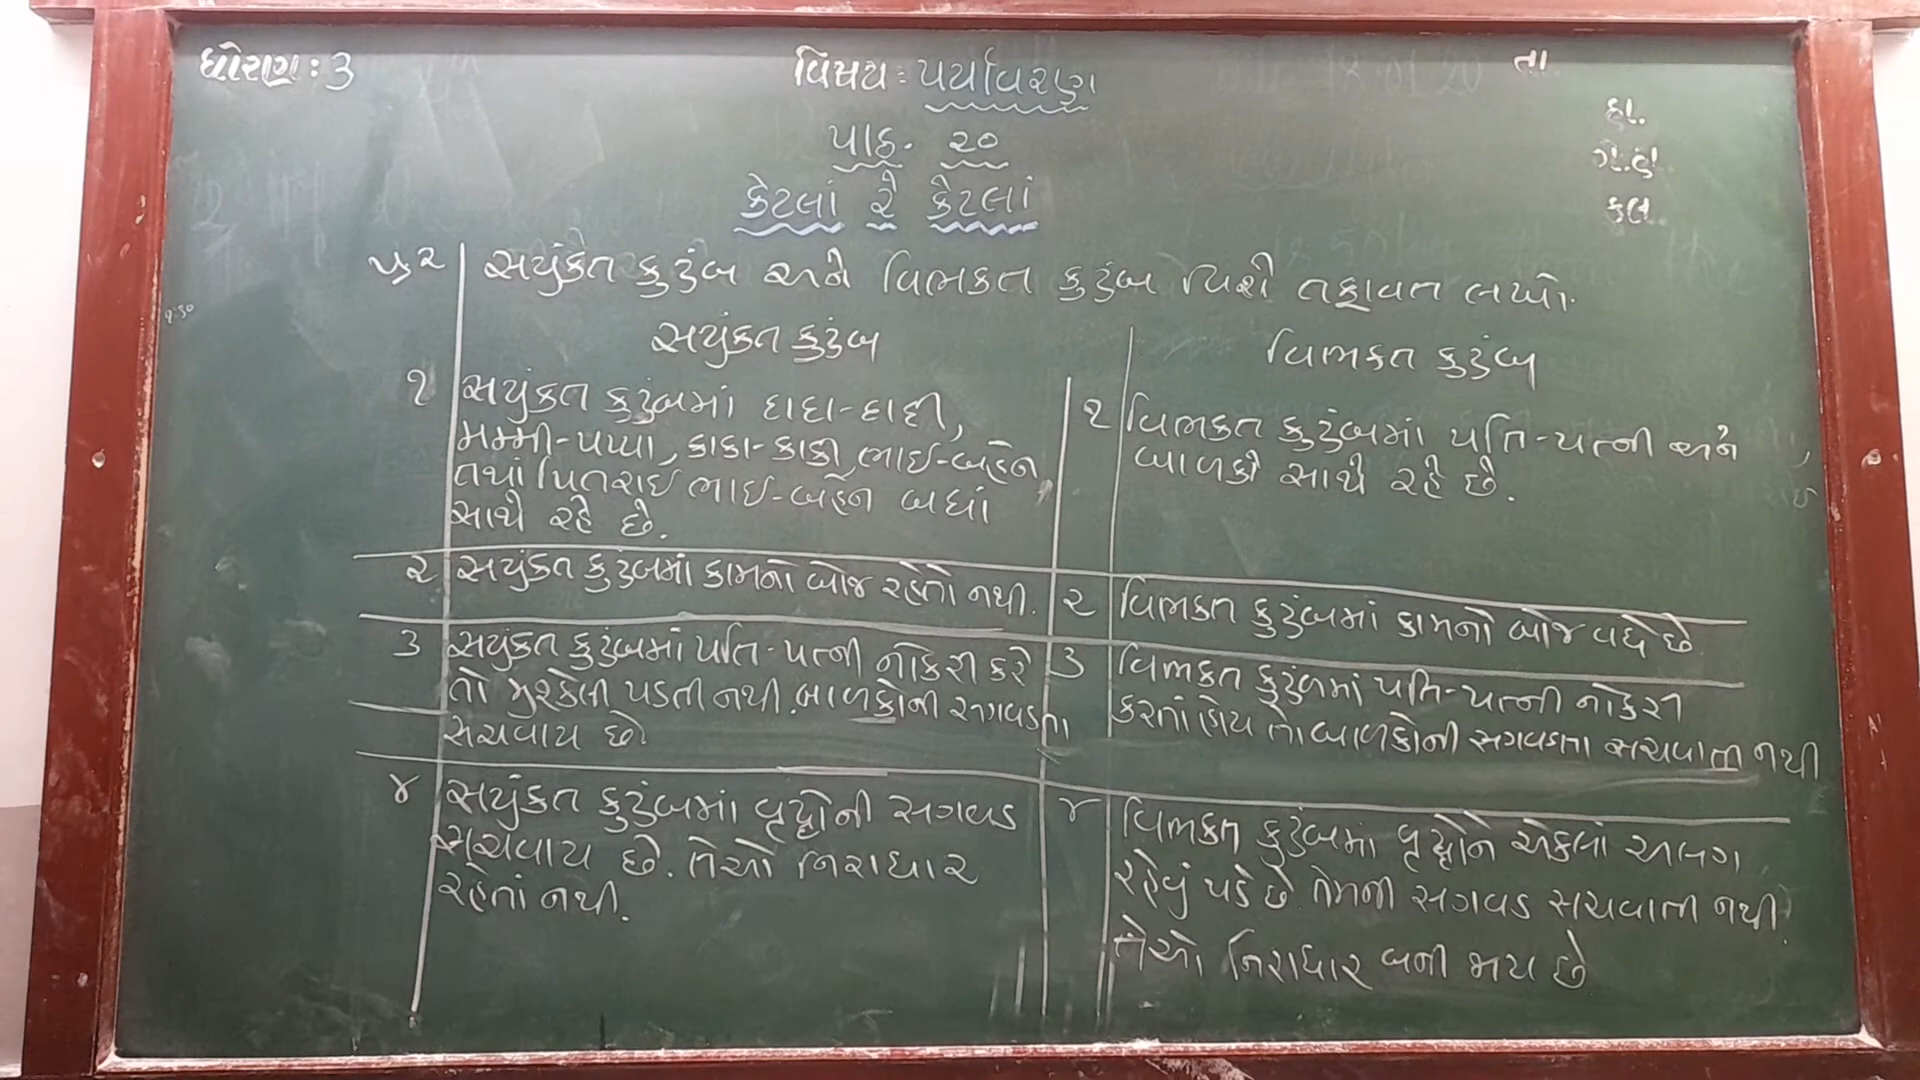 ધોરણ : 3
વિષય : પર્યાવરણ
તા.
હા.
ગે.હા.
કુલ.
પાઠ. ૨૦
કેટલાં રે કેટલાં
પ્ર ૨ સયુંકત કુટુંબ અને વિભકત કુટુંબ વિશે તફાવત લખો.
સયુંકત કુટુંબ
વિભકત કુટુંબ
૧ સયુંકત કુટુંબમાં દાદા-દાદી,
મમ્મી-પપ્પા, કાકા-કાકી, ભાઈ-બહેન
તથાં પિતરાઈ ભાઈ-બહેન બધાં
સાથે રહે છે.
૧ વિભકત કુટુંબમાં પતિ-પત્ની અને
બાળકો સાથે રહે છે.
૨ સયુંકત કુટુંબમાં કામનો બોજ રહેતો નથી.
૨ વિભકત કુટુંબમાં કામનો બોજ વધે છે
૩ સયુંકત કુટુંબમાં પતિ-પત્ની નોકરી કરે
તો મુશ્કેલી પડતી નથી. બાળકોની સગવડતા
સચવાય છે.
૩ વિભકત કુટુંબમાં પતિ-પત્ની નોકરી
કરતાં હોય તો બાળકોની સગવડતા સચવાતી નથી
૪ સયુંકત કુટુંબમાં વૃદ્ધોની સગવડ
સચવાય છે. તેઓ નિરાધાર
રહેતાં નથી.
૪ વિભકત કુટુંબમાં વૃદ્ધોને એકલાં અલગ
રહેવું પડે છે તેમની સગવડ સચવાતી નથી.
તેઓ નિરાધાર બની જાય છે